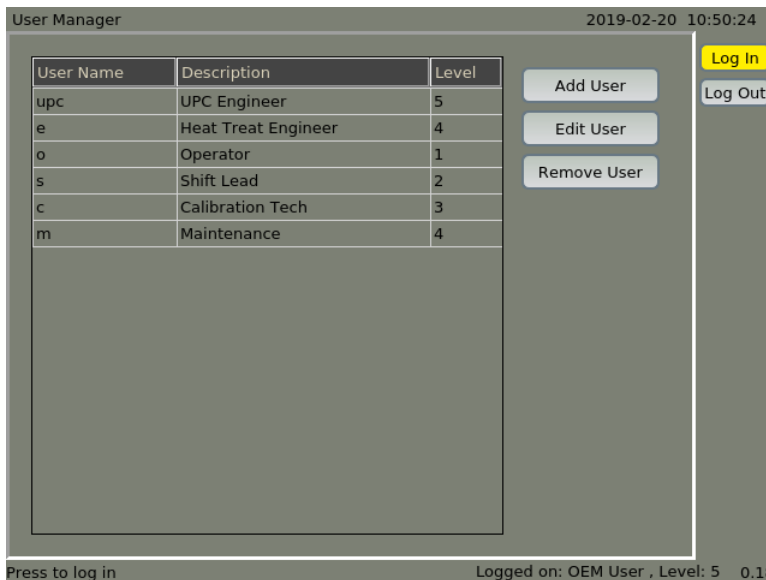 User Manager 2019-02-20 10:50:24
Log In
Log Out
User Name Description Level
upc UPC Engineer 5
e Heat Treat Engineer 4
o Operator 1
s Shift Lead 2
c Calibration Tech 3
m Maintenance 4
Add User
Edit User
Remove User
Press to log in Logged on: OEM User , Level: 5 0.1